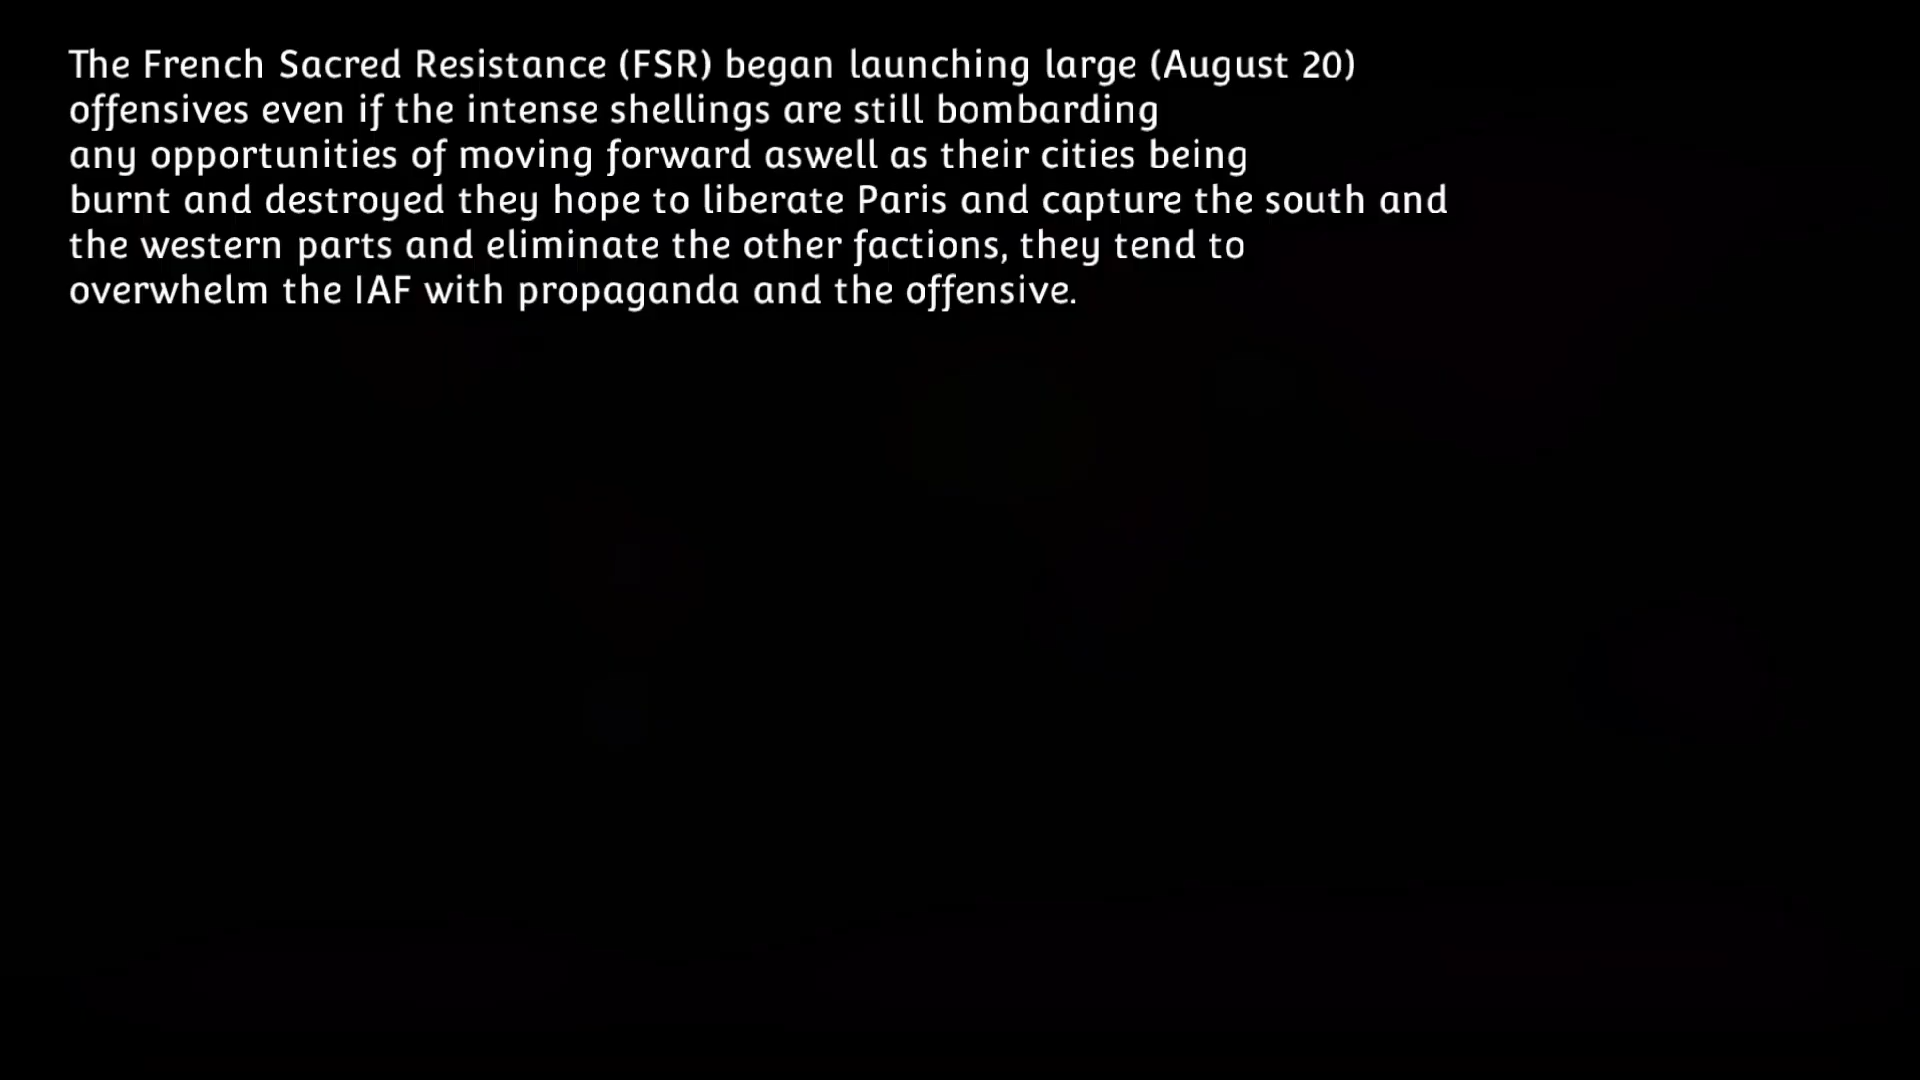 The French Sacred Resistance (FSR) began launching large (August 20)
offensives even if the intense shellings are still bombarding
any opportunities of moving forward aswell as their cities being
burnt and destroyed they hope to liberate Paris and capture the south and
the western parts and eliminate the other factions, they tend to
overwhelm the IAF with propaganda and the offensive.